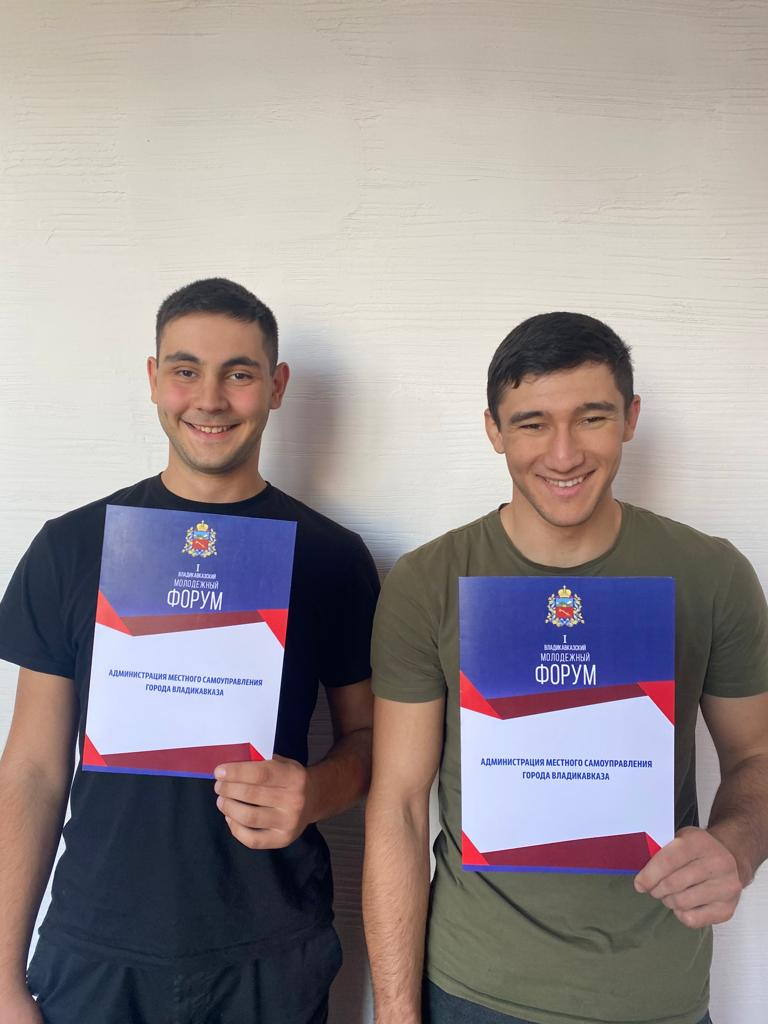 I
ВЛАДИКАВКАЗСКИЙ
МОЛОДЕЖНЫЙ
ФОРУМ
АДМИНИСТРАЦИЯ МЕСТНОГО САМОУПРАВЛЕНИЯ
ГОРОДА ВЛАДИКАВКАЗА
I
ВЛАДИКАВКАЗСКИЙ
МОЛОДЕЖНЫЙ
ФОРУМ
АДМИНИСТРАЦИЯ МЕСТНОГО САМОУПРАВЛЕНИЯ
ГОРОДА ВЛАДИКАВКАЗА